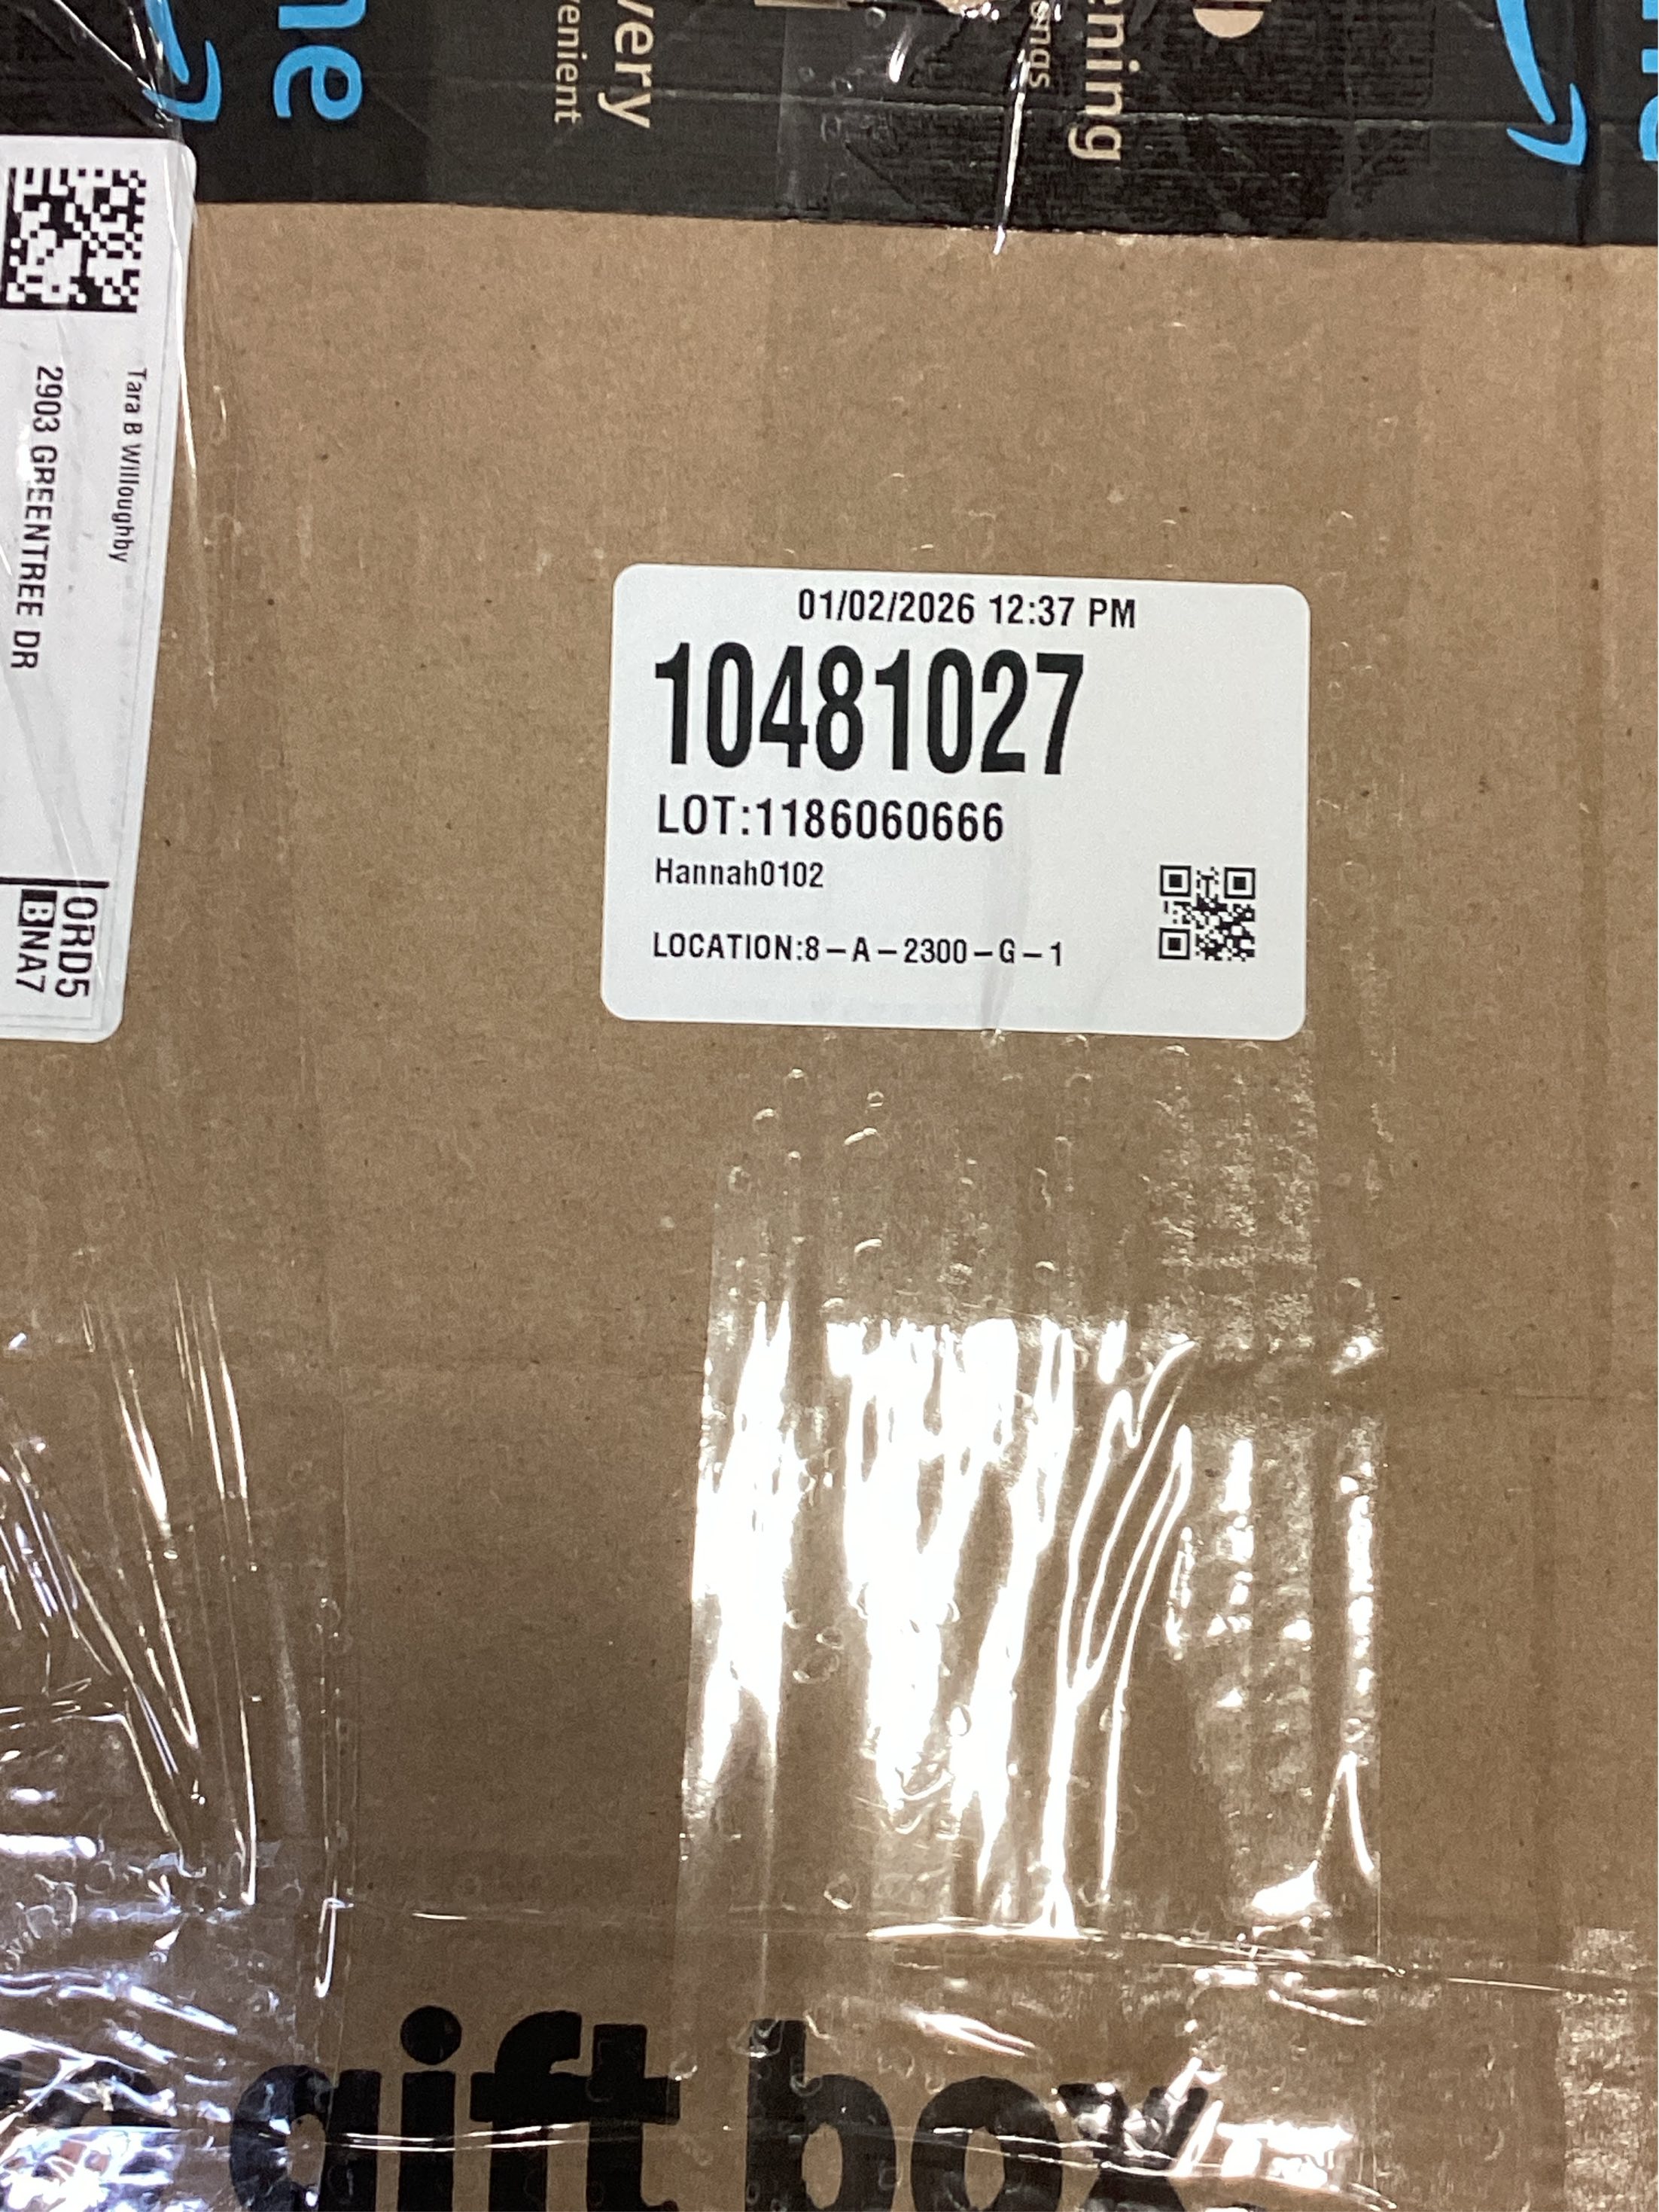 very
enient
ening
ngs
Tara B Willoughby
2903 GREENTREE DR
ORD5
BNA7
01/02/2026 12:37 PM
10481027
LOT:1186060666
Hannah0102
LOCATION:8-A-2300-G-1
gift box